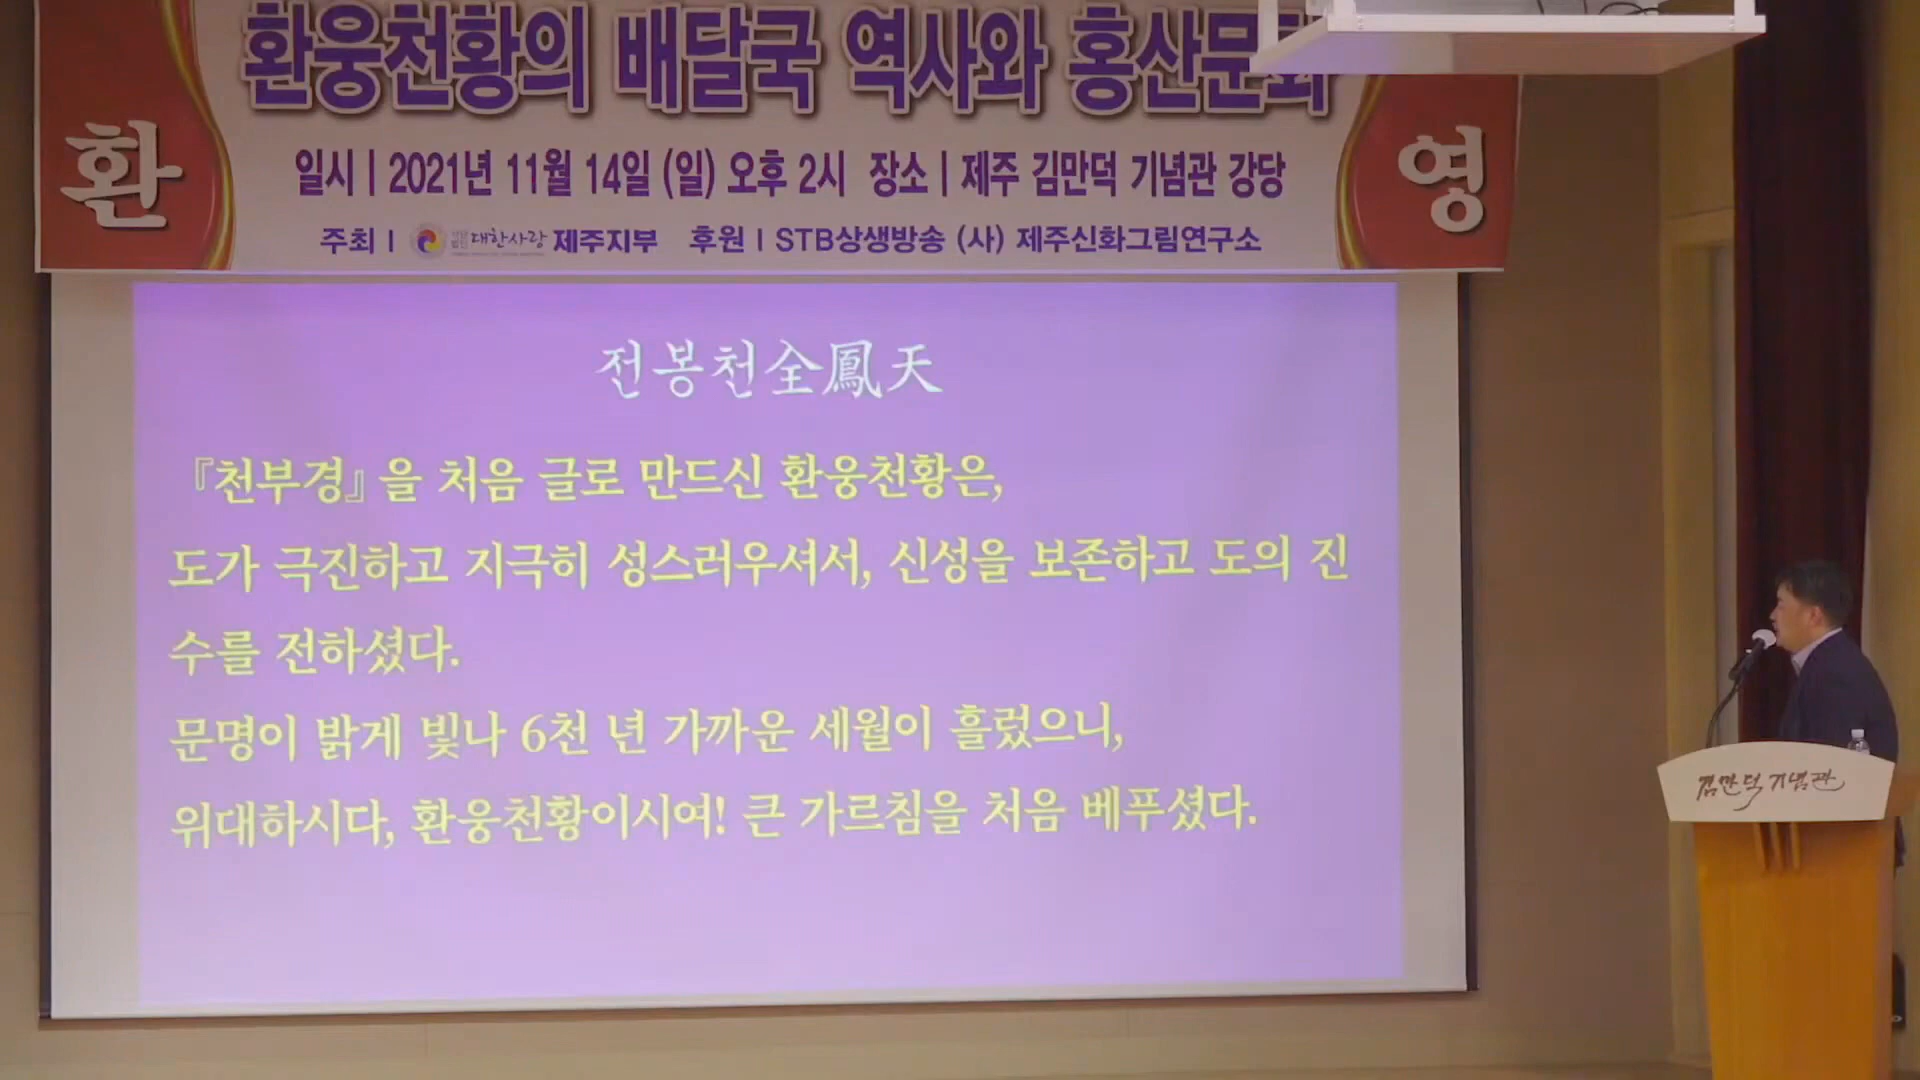 환웅천황의 배달국 역사와 홍산문화
환
영
일시 | 2021년 11월 14일 (일) 오후 2시 장소 | 제주 김만덕 기념관 강당
주최 | 대한사랑 제주지부 후원 | STB상생방송 (사) 제주신화그림연구소
전봉천全鳳天
『천부경』을 처음 글로 만드신 환웅천황은,
도가 극진하고 지극히 성스러우셔서, 신성을 보존하고 도의 진
수를 전하셨다.
문명이 밝게 빛나 6천 년 가까운 세월이 흘렀으니,
위대하시다, 환웅천황이시여! 큰 가르침을 처음 베푸셨다.
김만덕 기념관